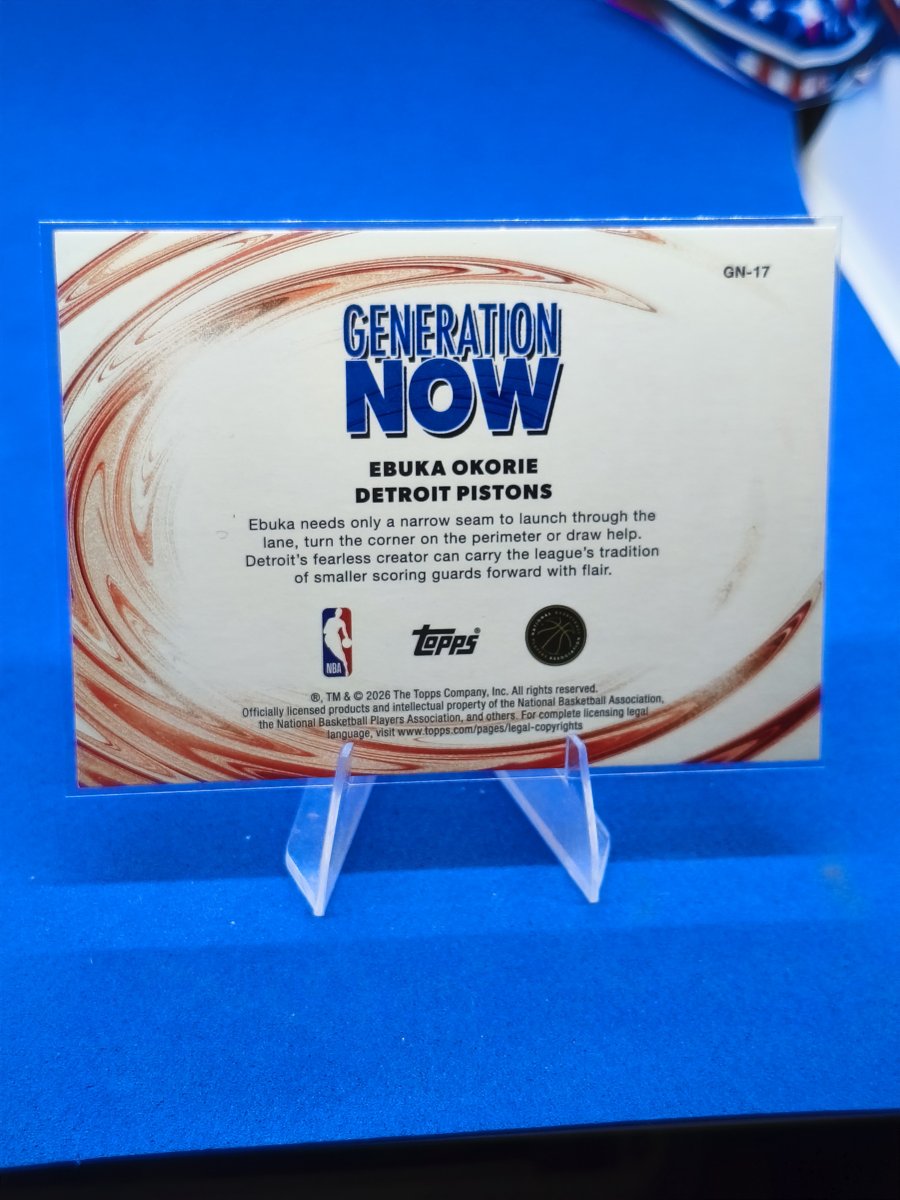 GN-17
GENERATION
NOW
EBUKA OKORIE
DETROIT PISTONS
Ebuka needs only a narrow seam to launch through the
lane, turn the corner on the perimeter or draw help.
Detroit's fearless creator can carry the league's tradition
of smaller scoring guards forward with flair.
NBA
topps®
®, TM & © 2026 The Topps Company, Inc. All rights reserved.
Officially licensed products and intellectual property of the National Basketball Association,
the National Basketball Players Association, and others. For complete licensing legal
language, visit www.topps.com/pages/legal-copyrights